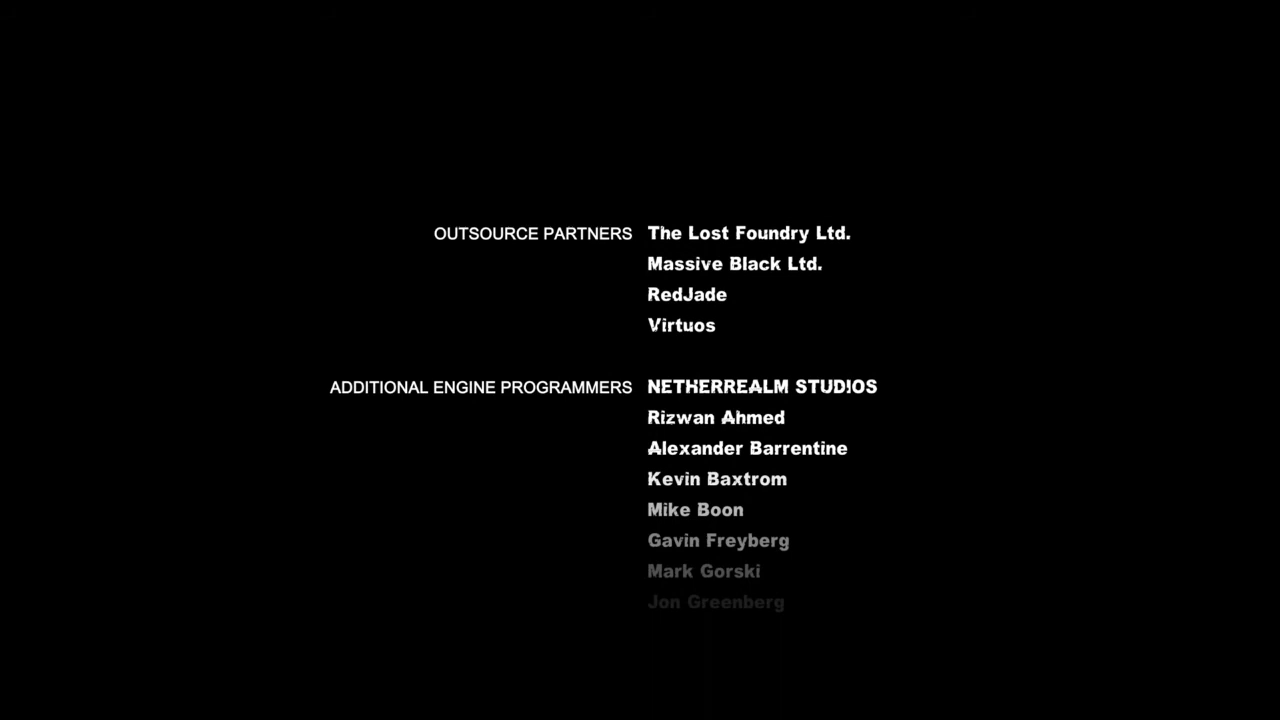 OUTSOURCE PARTNERS The Lost Foundry Ltd.
Massive Black Ltd.
RedJade
Virtuos
ADDITIONAL ENGINE PROGRAMMERS NETHERREALM STUDIOS
Rizwan Ahmed
Alexander Barrentine
Kevin Baxtrom
Mike Boon
Gavin Freyberg
Mark Gorski
Jon Greenberg